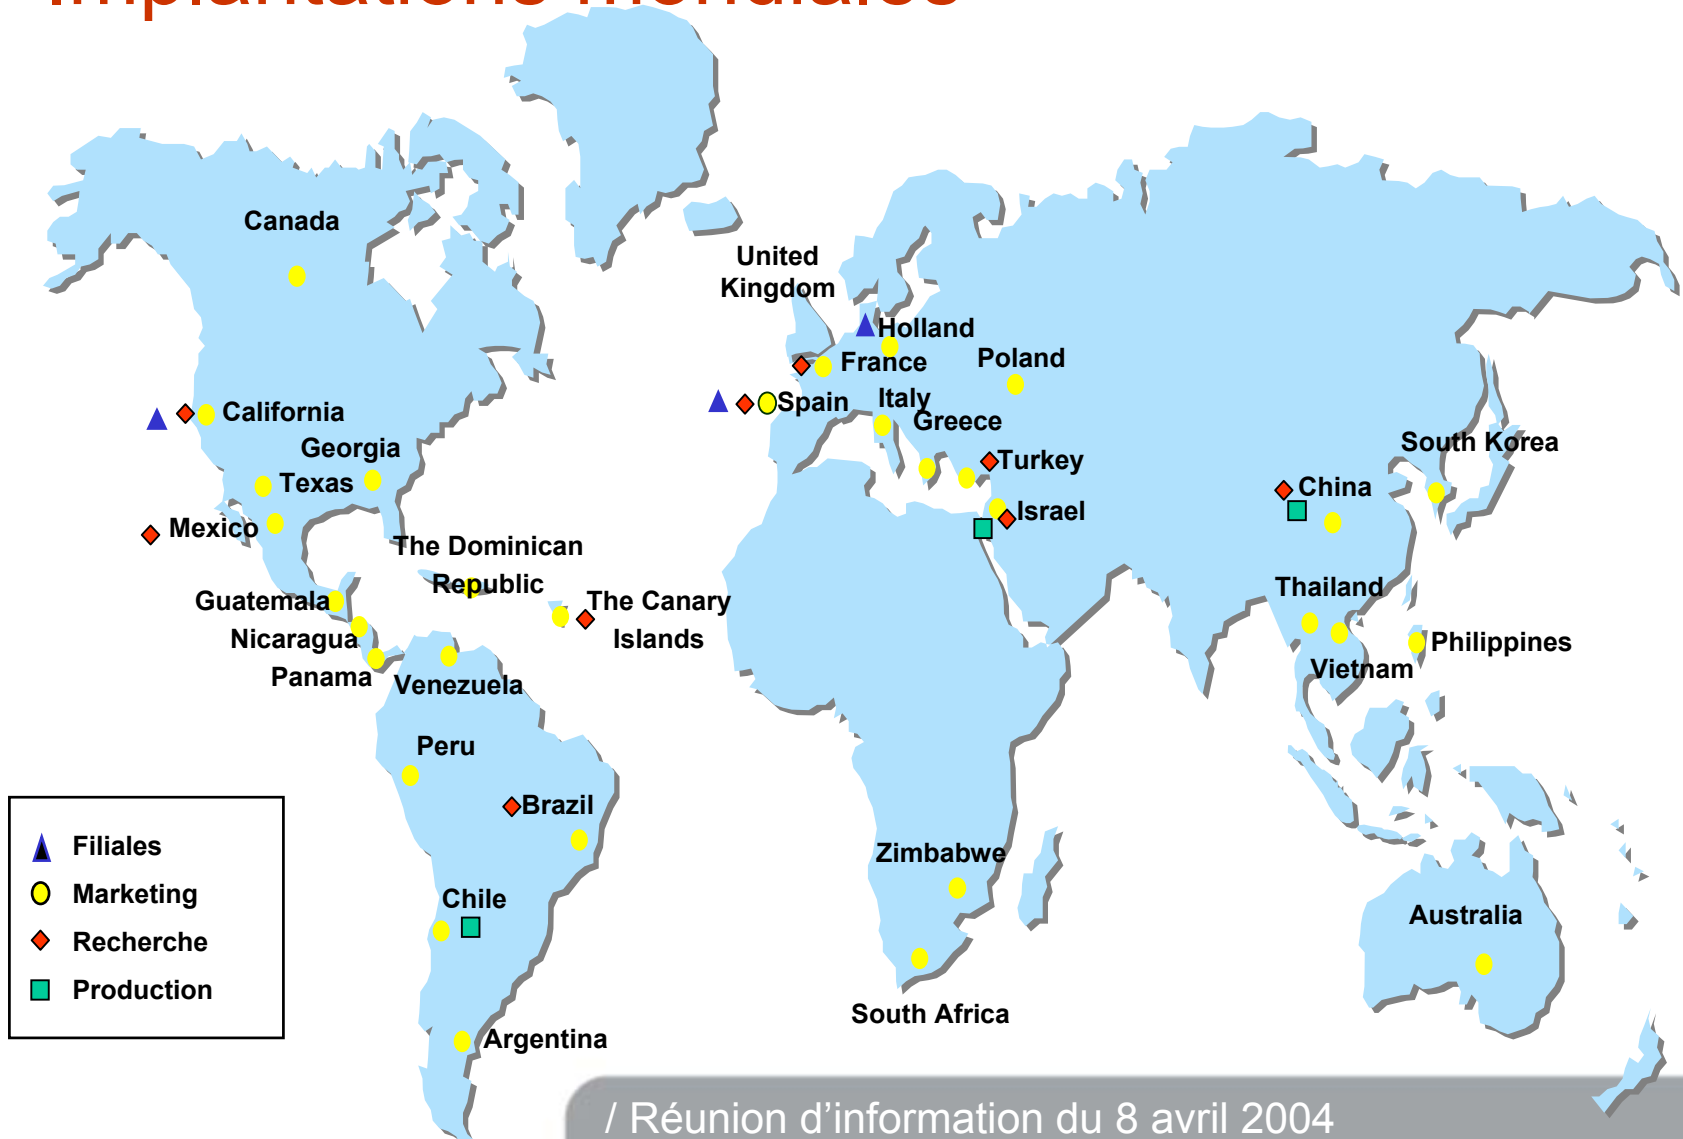 Implantations mondiales
Canada
United
Kingdom
Holland
France
Poland
California
Spain
Italy
Greece
Georgia
South Korea
Turkey
Texas
China
Israel
Mexico
The Dominican
Republic
Thailand
Guatemala
The Canary
Islands
Nicaragua
Philippines
Panama
Venezuela
Vietnam
Peru
Brazil
Filiales
Zimbabwe
Marketing
Chile
Australia
Recherche
Production
South Africa
Argentina
/ Réunion d'information du 8 avril 2004